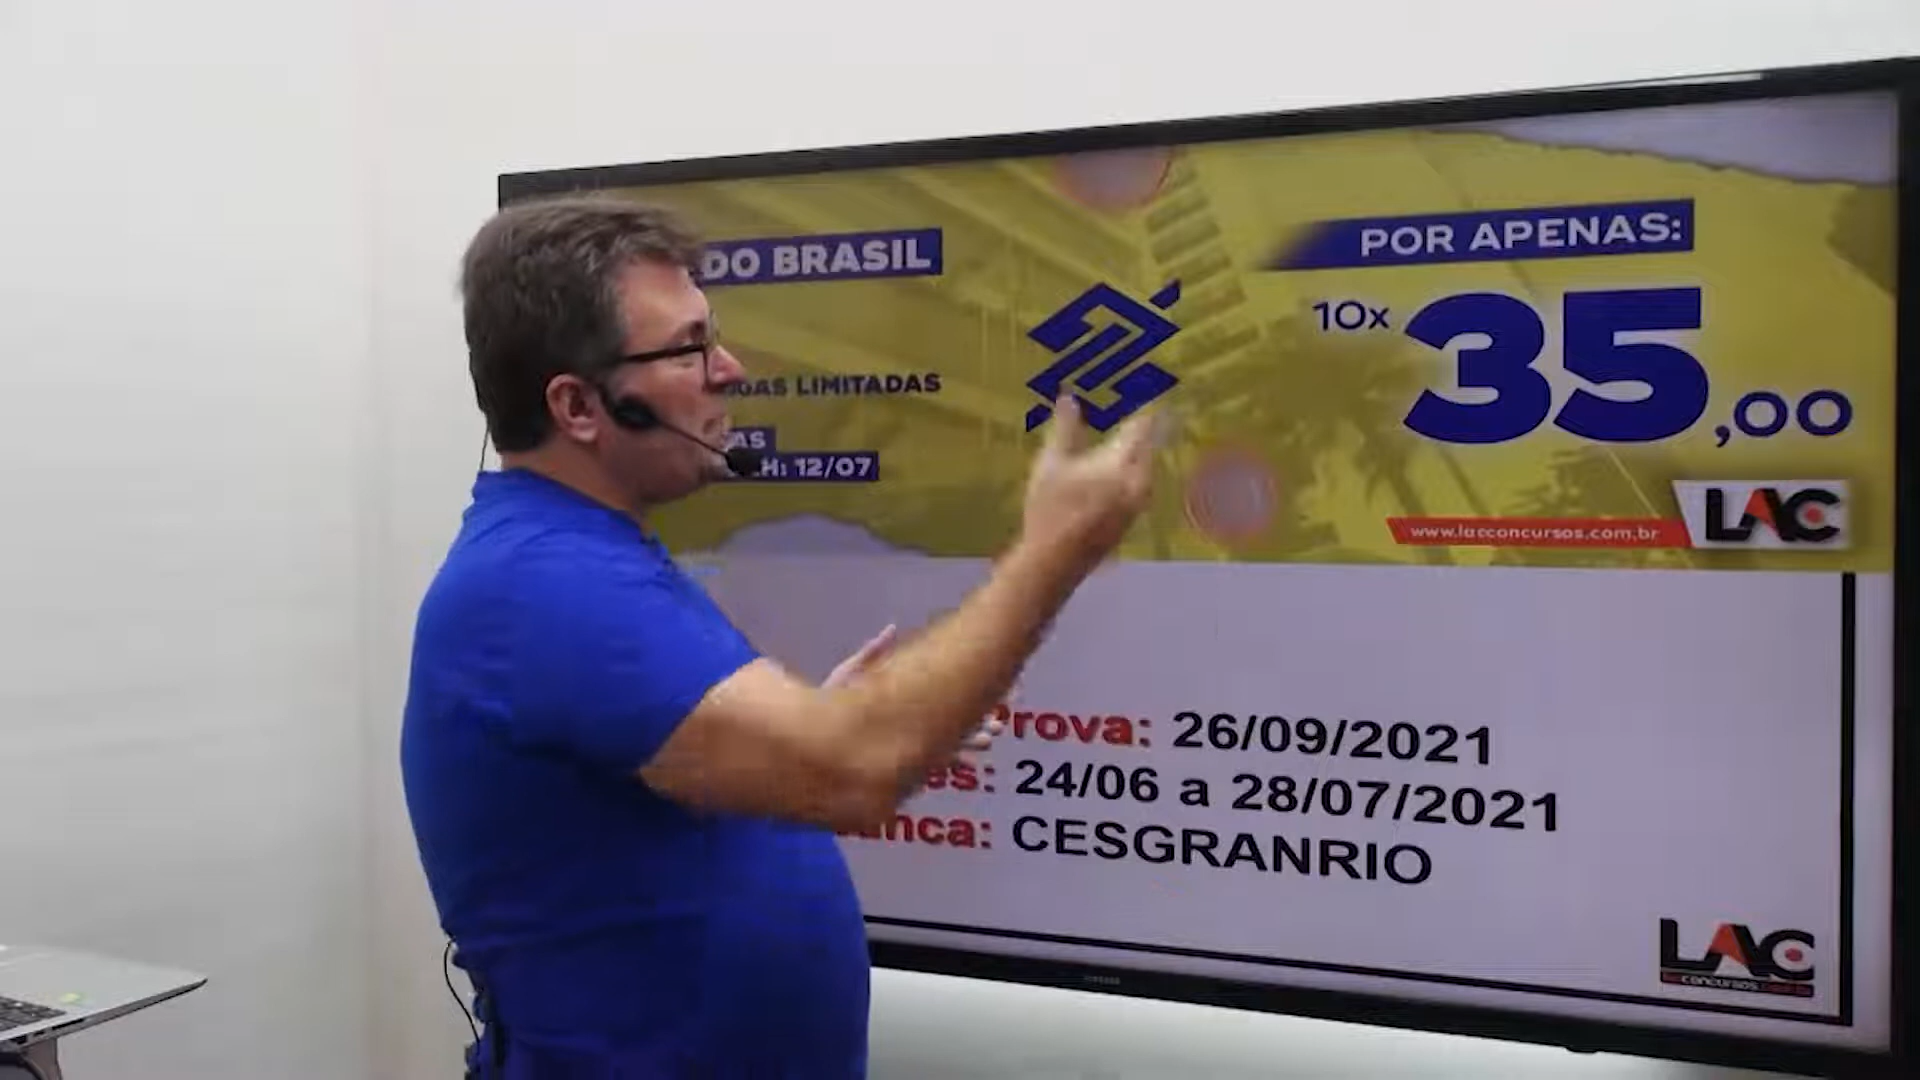 DO BRASIL
LIMITADAS
12/07
POR APENAS:
10x 35,00
www.lacconcursos.com.br
LAC
Prova: 26/09/2021
24/06 a 28/07/2021
CESGRANRIO
LAC
SAMSUNG